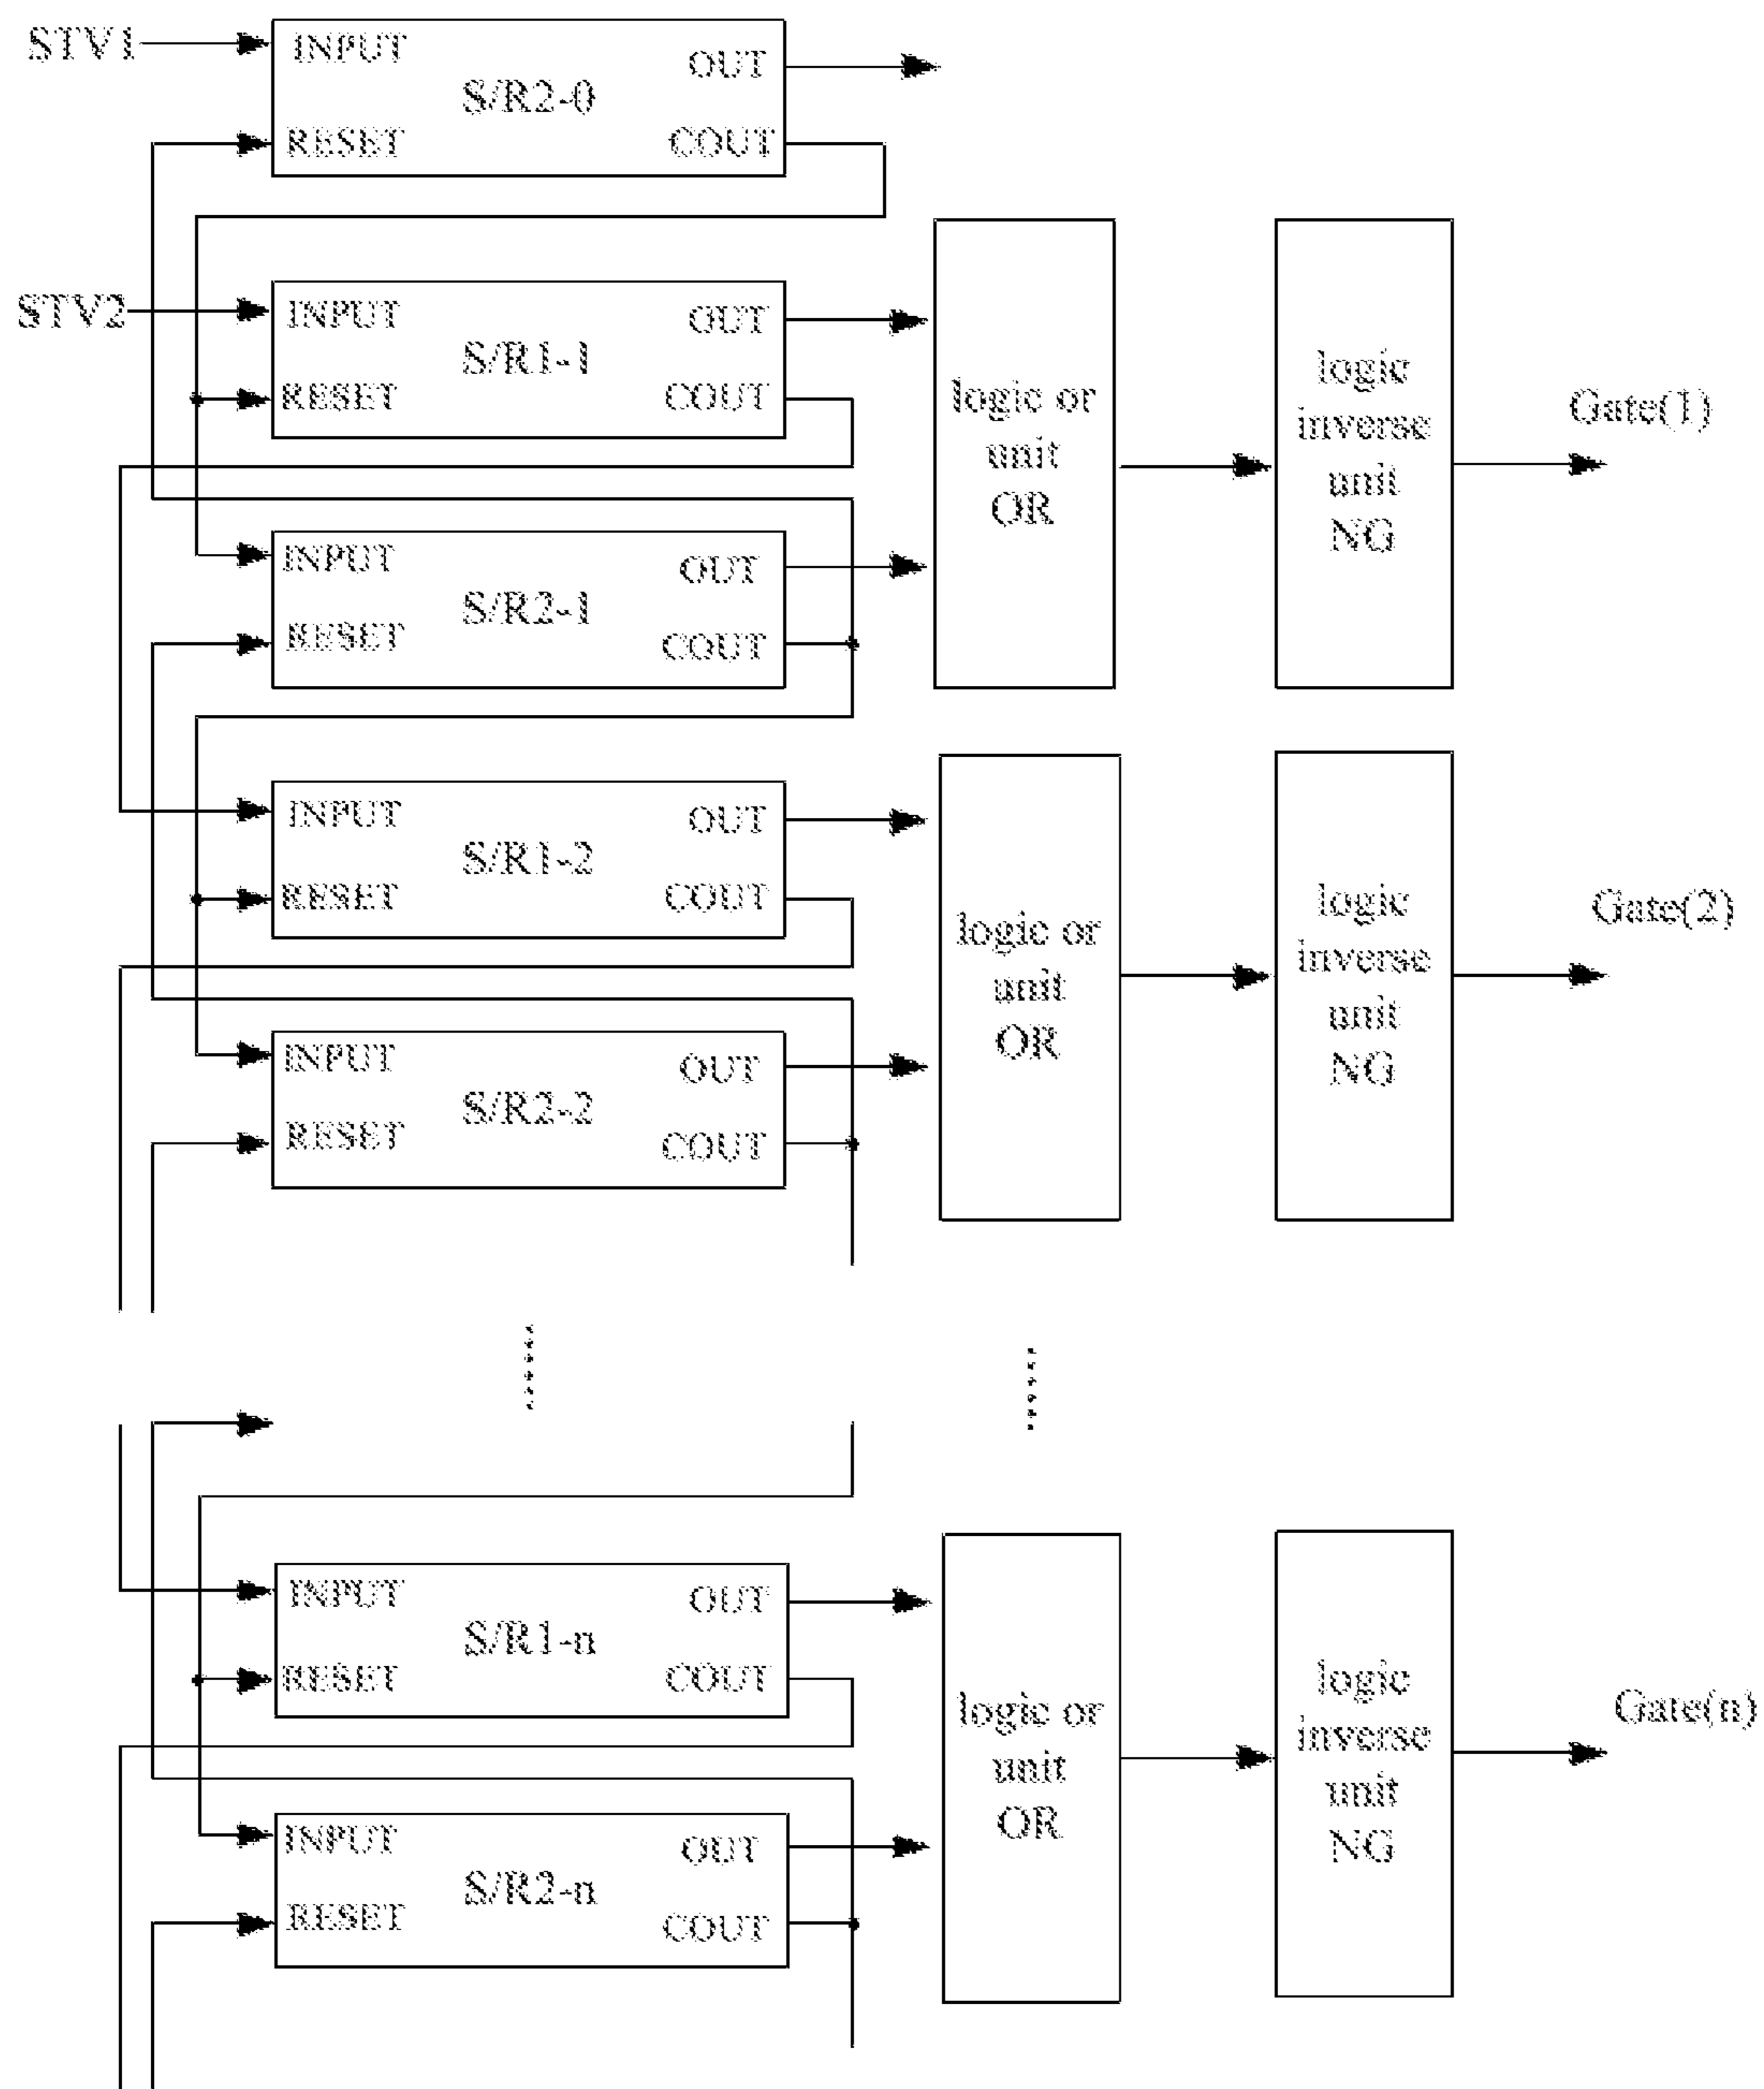 STV1
INPUT
OUT
S/R2-0
RESET
COUT
STV2
INPUT
OUT
S/R1-1
RESET
COUT
logic or
unit
OR
logic
inverse
unit
NG
Gate(1)
INPUT
OUT
S/R2-1
RESET
COUT
INPUT
OUT
S/R1-2
RESET
COUT
logic or
unit
OR
logic
inverse
unit
NG
Gate(2)
INPUT
OUT
S/R2-2
RESET
COUT
INPUT
OUT
S/R1-n
RESET
COUT
logic or
unit
OR
logic
inverse
unit
NG
Gate(n)
INPUT
OUT
S/R2-n
RESET
COUT